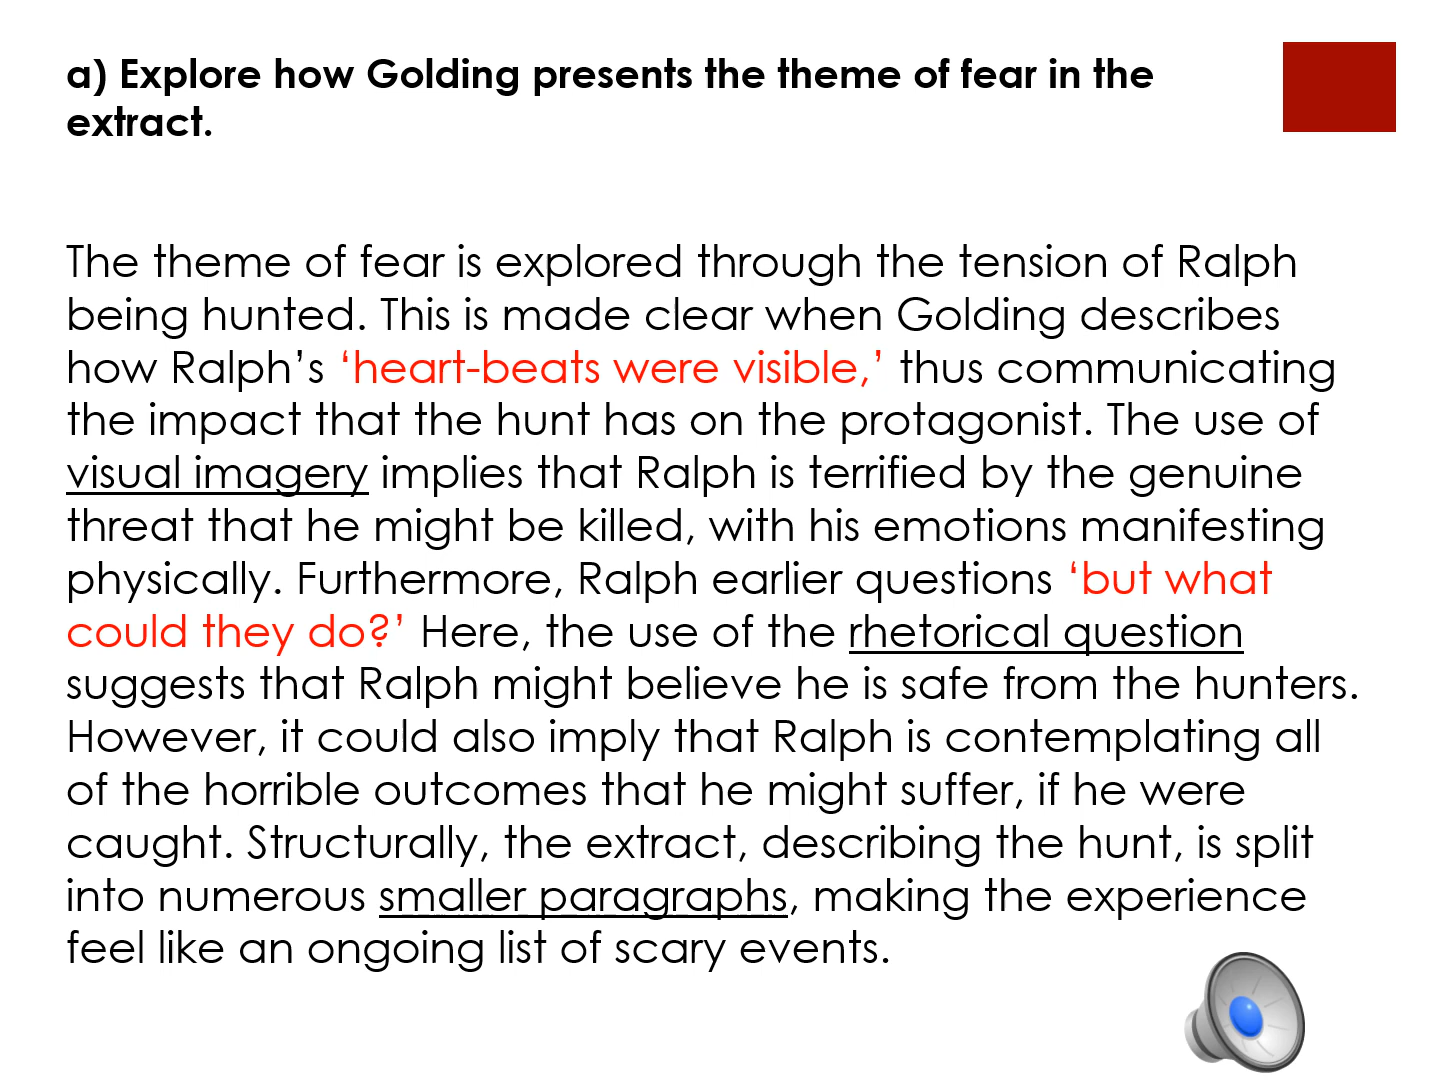 a) Explore how Golding presents the theme of fear in the
extract.
The theme of fear is explored through the tension of Ralph
being hunted. This is made clear when Golding describes
how Ralph’s ‘heart-beats were visible,’ thus communicating
the impact that the hunt has on the protagonist. The use of
visual imagery implies that Ralph is terrified by the genuine
threat that he might be killed, with his emotions manifesting
physically. Furthermore, Ralph earlier questions ‘but what
could they do?’ Here, the use of the rhetorical question
suggests that Ralph might believe he is safe from the hunters.
However, it could also imply that Ralph is contemplating all
of the horrible outcomes that he might suffer, if he were
caught. Structurally, the extract, describing the hunt, is split
into numerous smaller paragraphs, making the experience
feel like an ongoing list of scary events.